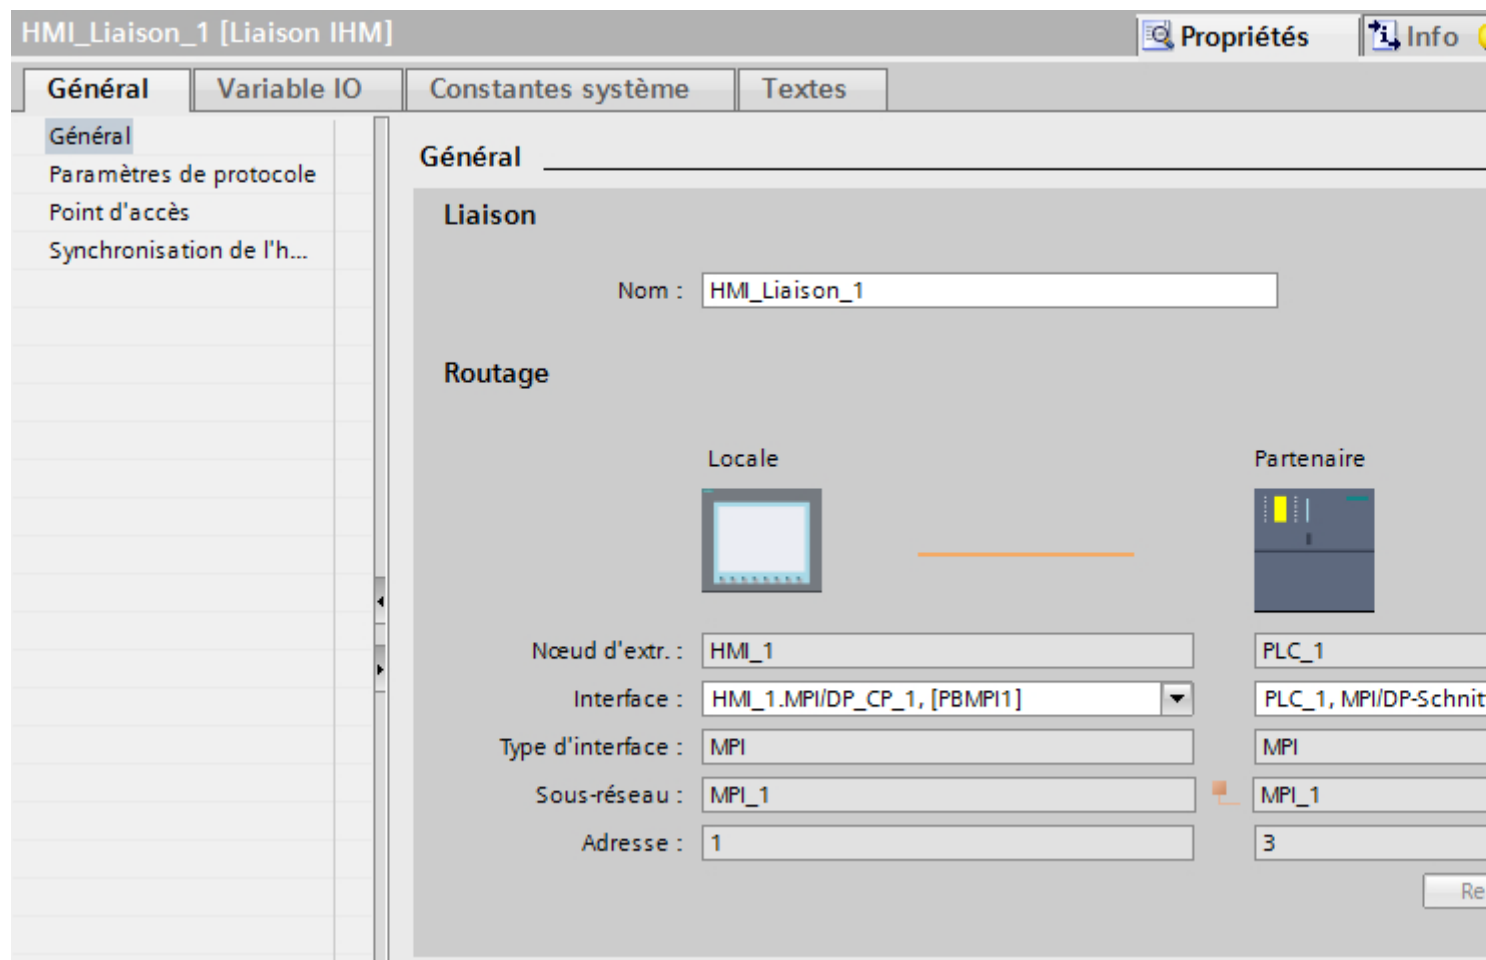 HMI_Liaison_1 [Liaison IHM]
Propriétés
Info
Général
Variable IO
Constantes système
Textes
Général
Paramètres de protocole
Point d'accès
Synchronisation de l'h...
Général
Liaison
Nom : HMI_Liaison_1
Routage
Locale
Partenaire
Nœud d'extr. : HMI_1 PLC_1
Interface : HMI_1.MPI/DP_CP_1, [PBMPI1] PLC_1, MPI/DP-Schnit
Type d'interface : MPI MPI
Sous-réseau : MPI_1 MPI_1
Adresse : 1 3
Re